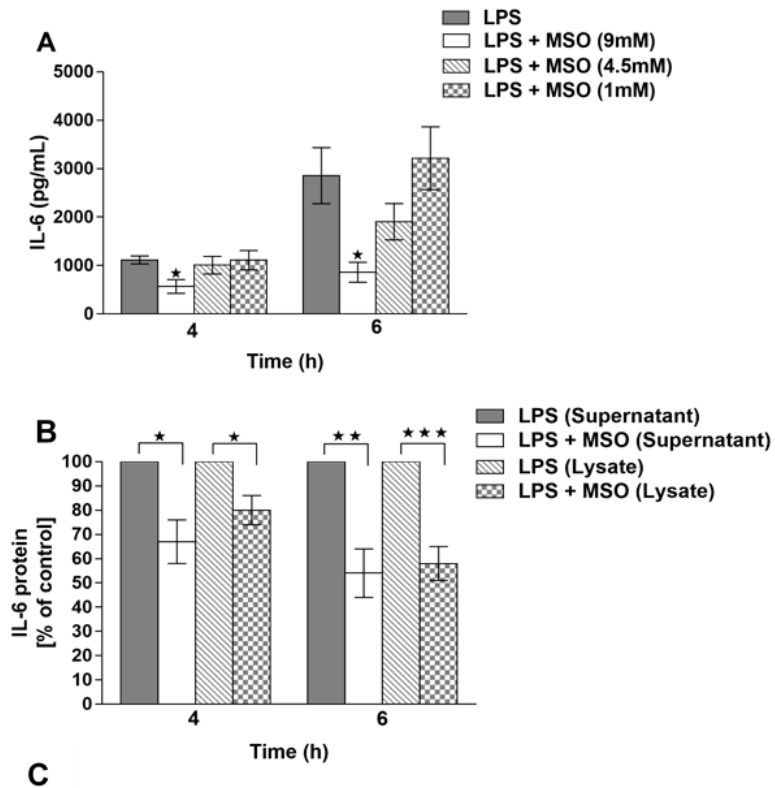 A
LPS
LPS + MSO (9mM)
LPS + MSO (4.5mM)
LPS + MSO (1mM)
5000
4000
3000
2000
1000
0
IL-6 (pg/mL)
★ ★
4 6
Time (h)
B
LPS (Supernatant)
LPS + MSO (Supernatant)
LPS (Lysate)
LPS + MSO (Lysate)
★ ★ ★★ ★★★
100
90
80
70
60
50
40
30
20
10
0
IL-6 protein
[% of control]
4 6
Time (h)
C